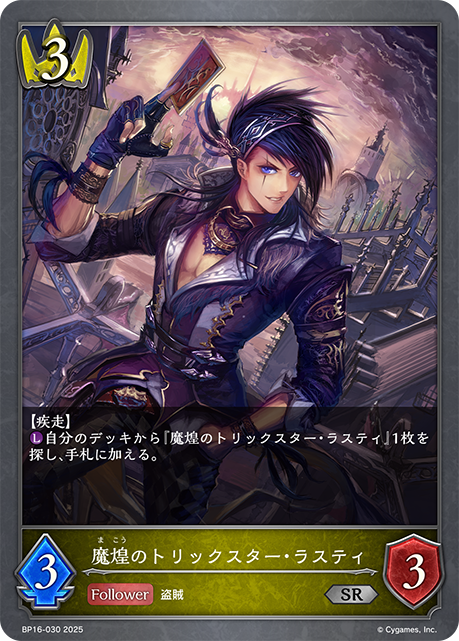 3
【疾走】
L 自分のデッキから『魔煌のトリックスター・ラスティ』1枚を
探し、手札に加える。
まこう
魔煌のトリックスター・ラスティ
3
Follower 盗賊
SR
3
BP16-030 2025
© Cygames, Inc.